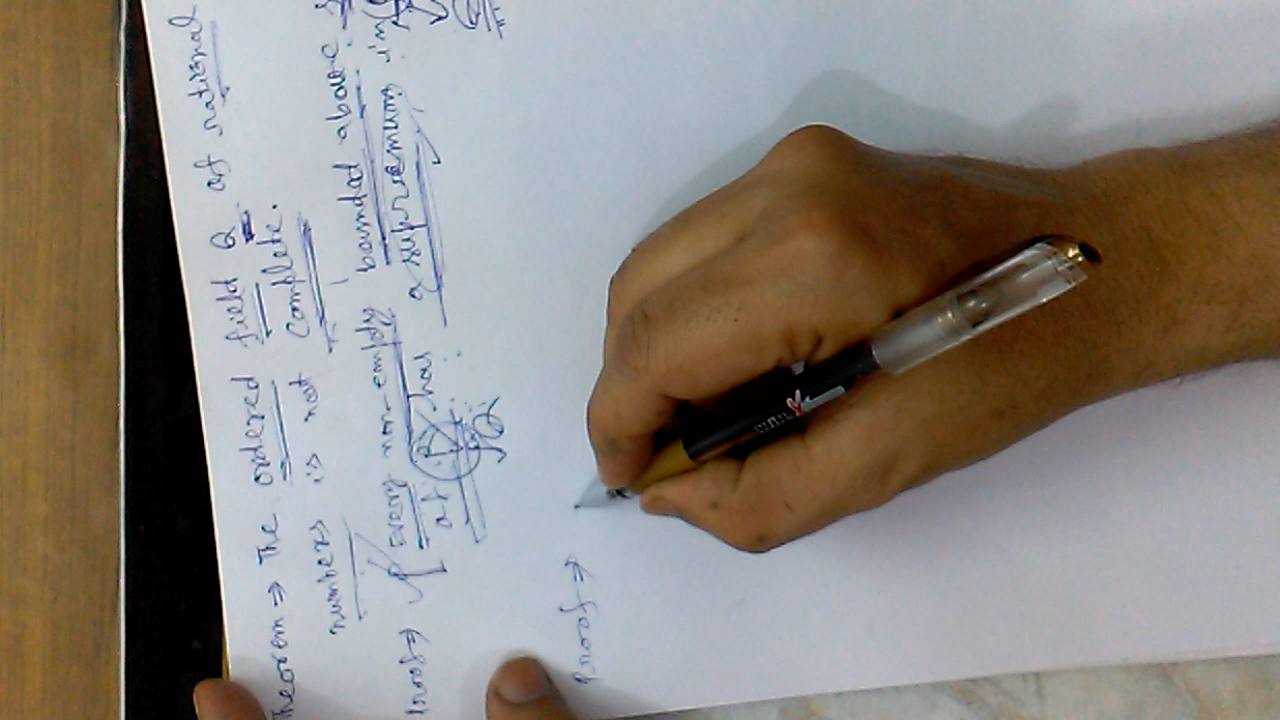 Theorem ⇒ The ordered field Q of rational
numbers is not complete.
Proof ⇒ Every non-empty bounded above
of R has a supremum in
Q
Proof ⇒